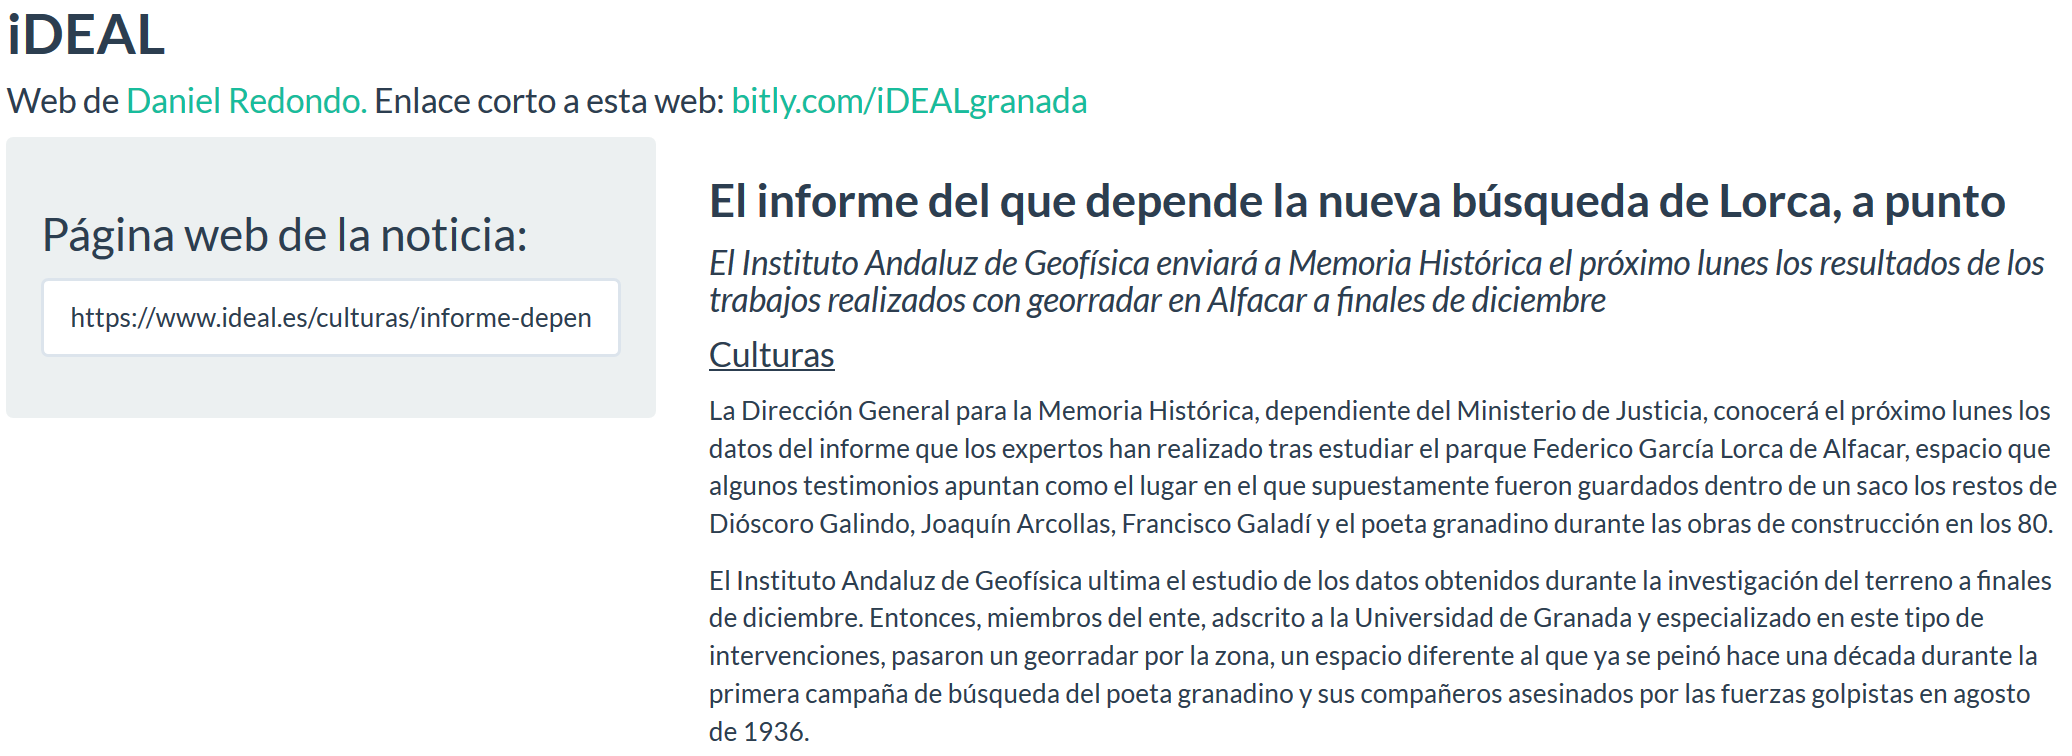 iDEAL
Web de Daniel Redondo. Enlace corto a esta web: bitly.com/iDEALgranada
Página web de la noticia:
https://www.ideal.es/culturas/informe-depen
El informe del que depende la nueva búsqueda de Lorca, a punto
El Instituto Andaluz de Geofísica enviará a Memoria Histórica el próximo lunes los resultados de los
trabajos realizados con georradar en Alfacar a finales de diciembre
Culturas
La Dirección General para la Memoria Histórica, dependiente del Ministerio de Justicia, conocerá el próximo lunes los
datos del informe que los expertos han realizado tras estudiar el parque Federico García Lorca de Alfacar, espacio que
algunos testimonios apuntan como el lugar en el que supuestamente fueron guardados dentro de un saco los restos de
Dióscoro Galindo, Joaquín Arcollas, Francisco Galadí y el poeta granadino durante las obras de construcción en los 80.
El Instituto Andaluz de Geofísica ultima el estudio de los datos obtenidos durante la investigación del terreno a finales
de diciembre. Entonces, miembros del ente, adscrito a la Universidad de Granada y especializado en este tipo de
intervenciones, pasaron un georradar por la zona, un espacio diferente al que ya se peinó hace una década durante la
primera campaña de búsqueda del poeta granadino y sus compañeros asesinados por las fuerzas golpistas en agosto
de 1936.